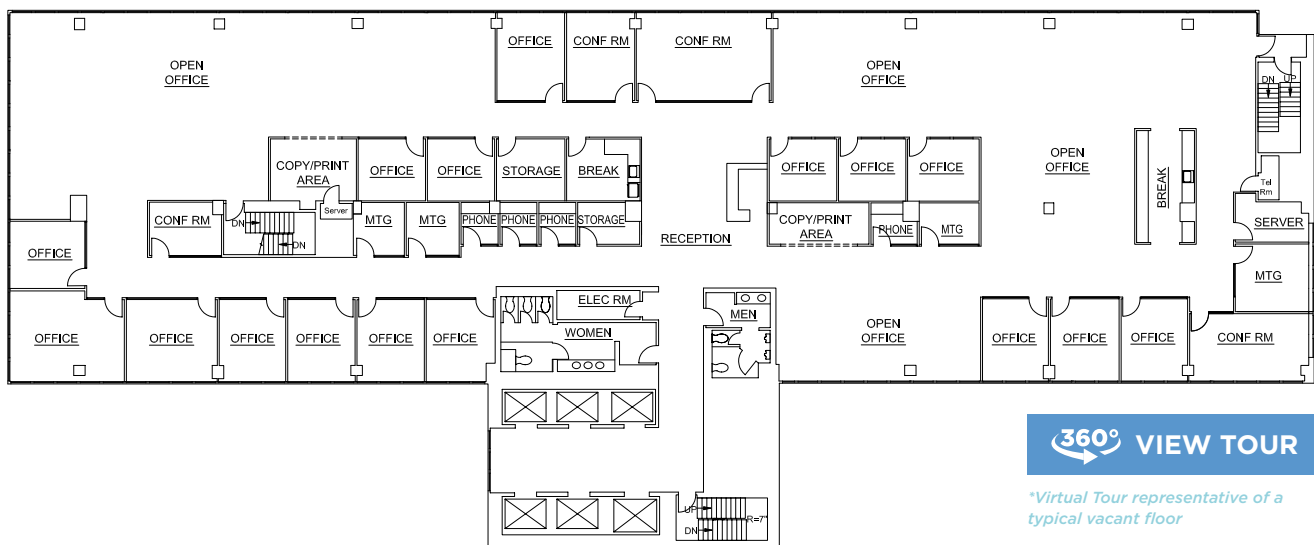 OFFICE
CONF RM
CONF RM
OPEN
OFFICE
OPEN
OFFICE
DN
UP
COPY/PRINT
AREA
OFFICE
OFFICE
STORAGE
BREAK
OFFICE
OFFICE
OFFICE
OPEN
OFFICE
BREAK
Tel
Rm
Server
CONF RM
DN
DN
MTG
MTG
PHONE
PHONE
PHONE
STORAGE
RECEPTION
COPY/PRINT
AREA
PHONE
MTG
SERVER
OFFICE
MTG
ELEC RM
MEN
WOMEN
OFFICE
OFFICE
OFFICE
OFFICE
OFFICE
OFFICE
OPEN
OFFICE
OFFICE
OFFICE
OFFICE
CONF RM
360° VIEW TOUR
*Virtual Tour representative of a
typical vacant floor
UP
R=7"
DN